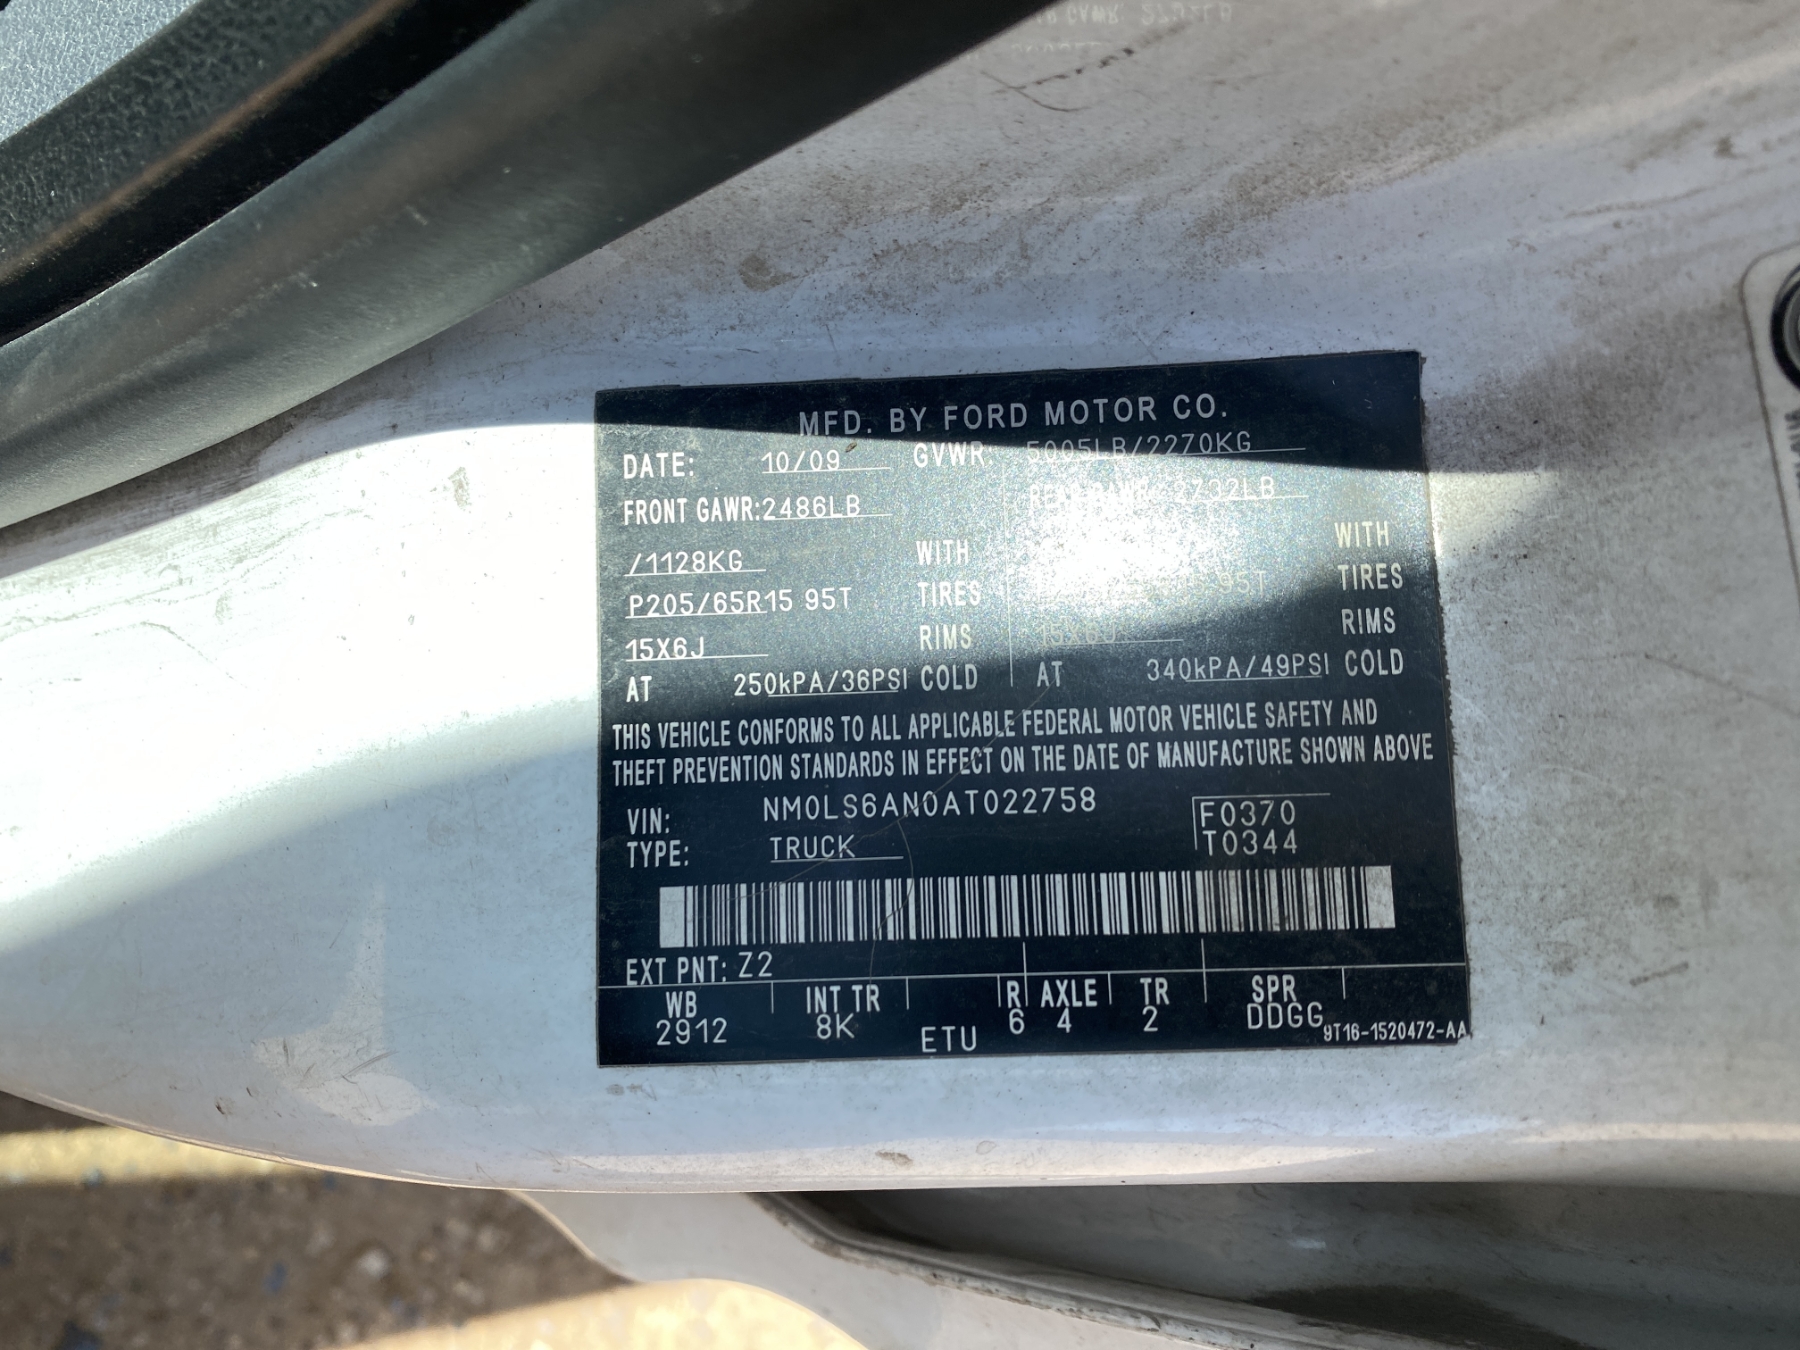 MFD. BY FORD MOTOR CO.
DATE: 10/09 GVWR: 5005LB/2270KG
FRONT GAWR:2486LB REAR GAWR: 2732LB
/1128KG WITH WITH
P205/65R15 95T TIRES 95T TIRES
15X6J RIMS 15X6J RIMS
AT 250kPA/36PSI COLD AT 340kPA/49PSI COLD
THIS VEHICLE CONFORMS TO ALL APPLICABLE FEDERAL MOTOR VEHICLE SAFETY AND
THEFT PREVENTION STANDARDS IN EFFECT ON THE DATE OF MANUFACTURE SHOWN ABOVE
VIN: NM0LS6AN0AT022758 F0370
TYPE: TRUCK T0344
EXT PNT: Z2
WB INT TR R AXLE TR SPR
2912 8K ETU 6 4 2 DDGG 9T16-1520472-AA